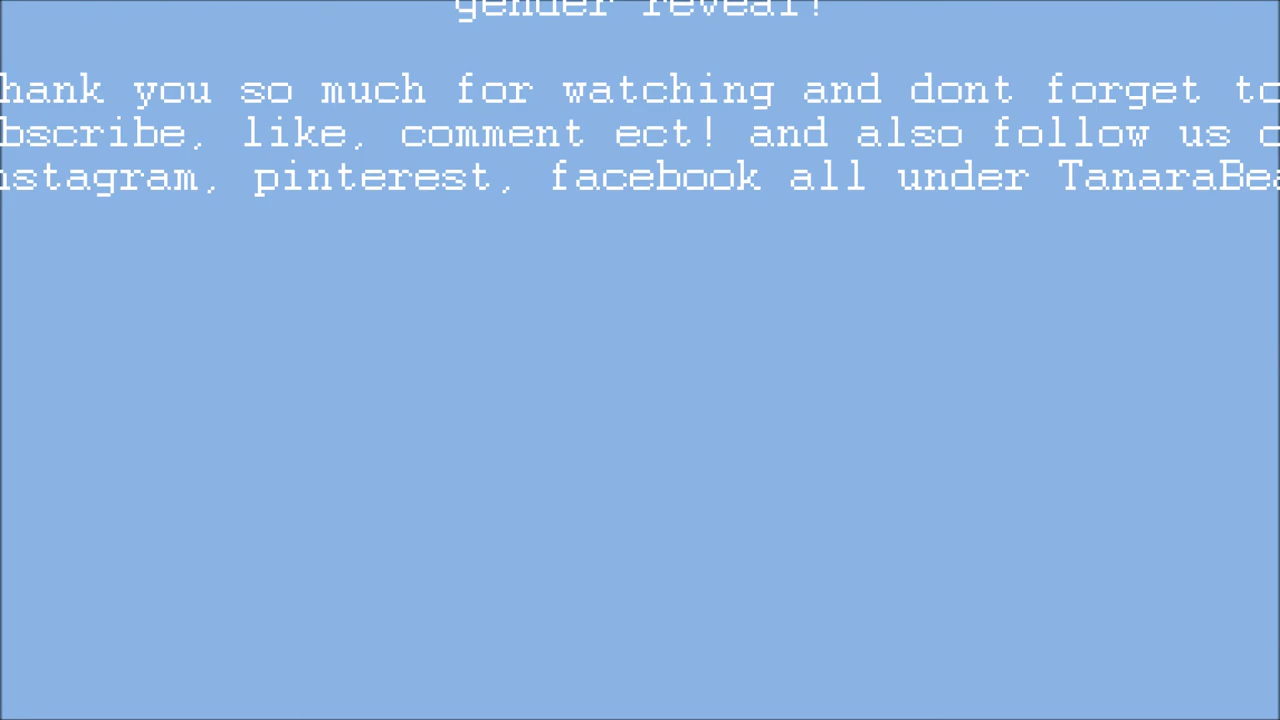 gender reveal!
hank you so much for watching and dont forget to
bscribe, like, comment ect! and also follow us
stagram, pinterest, facebook all under TanaraBea